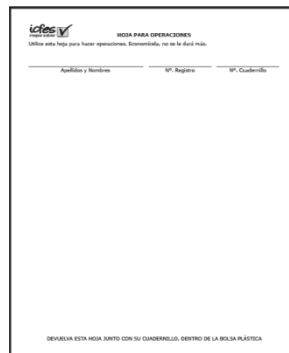 icfes
mejor saber
HOJA PARA OPERACIONES
Utilice esta hoja para hacer operaciones. Economícela, no se le dará más.
Apellidos y Nombres Nº. Registro Nº. Cuadernillo
DEVUELVA ESTA HOJA JUNTO CON SU CUADERNILLO, DENTRO DE LA BOLSA PLÁSTICA